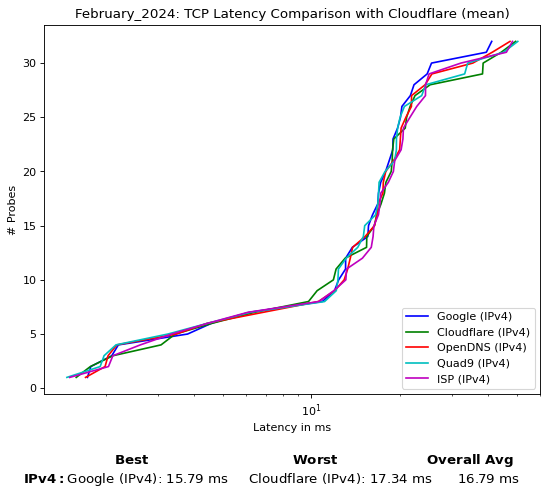 February_2024: TCP Latency Comparison with Cloudflare (mean)
30
25
20
15
10
5
0
# Probes
10¹
Latency in ms
Google (IPv4)
Cloudflare (IPv4)
OpenDNS (IPv4)
Quad9 (IPv4)
ISP (IPv4)
Best Worst Overall Avg
IPv4: Google (IPv4): 15.79 ms Cloudflare (IPv4): 17.34 ms 16.79 ms